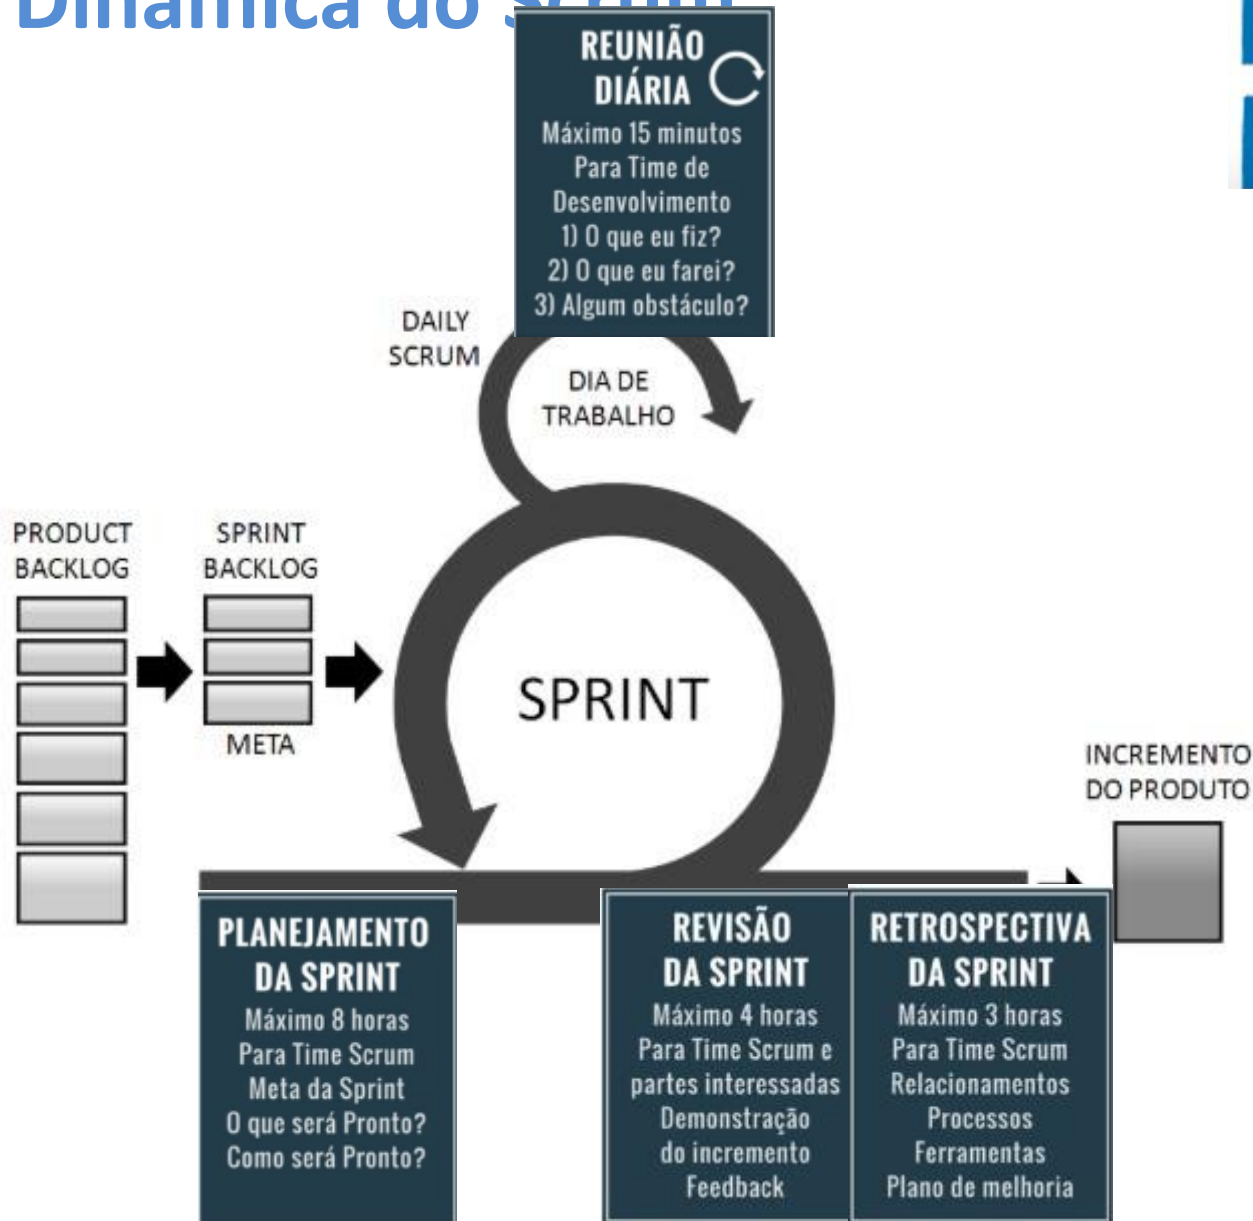 Dinâmica do Scrum
REUNIÃO
DIÁRIA
Máximo 15 minutos
Para Time de
Desenvolvimento
1) O que eu fiz?
2) O que eu farei?
3) Algum obstáculo?
DAILY
SCRUM
DIA DE
TRABALHO
PRODUCT
BACKLOG
SPRINT
BACKLOG
META
SPRINT
INCREMENTO
DO PRODUTO
PLANEJAMENTO
DA SPRINT
Máximo 8 horas
Para Time Scrum
Meta da Sprint
O que será Pronto?
Como será Pronto?
REVISÃO
DA SPRINT
Máximo 4 horas
Para Time Scrum e
partes interessadas
Demonstração
do incremento
Feedback
RETROSPECTIVA
DA SPRINT
Máximo 3 horas
Para Time Scrum
Relacionamentos
Processos
Ferramentas
Plano de melhoria